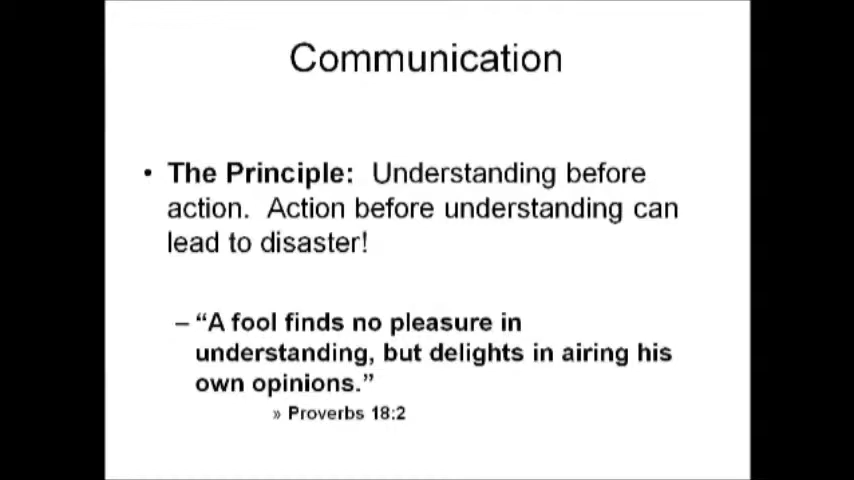 Communication
• The Principle:  Understanding before
action.  Action before understanding can
lead to disaster!
– “A fool finds no pleasure in
understanding, but delights in airing his
own opinions.”
» Proverbs 18:2